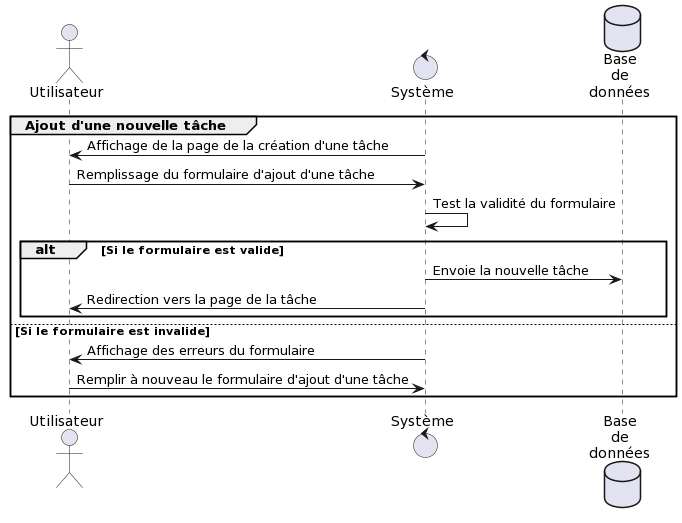 Utilisateur
Système
Base
de
données
Ajout d'une nouvelle tâche
Affichage de la page de la création d'une tâche
Remplissage du formulaire d'ajout d'une tâche
Test la validité du formulaire
alt [Si le formulaire est valide]
Envoie la nouvelle tâche
Redirection vers la page de la tâche
[Si le formulaire est invalide]
Affichage des erreurs du formulaire
Remplir à nouveau le formulaire d'ajout d'une tâche
Utilisateur
Système
Base
de
données